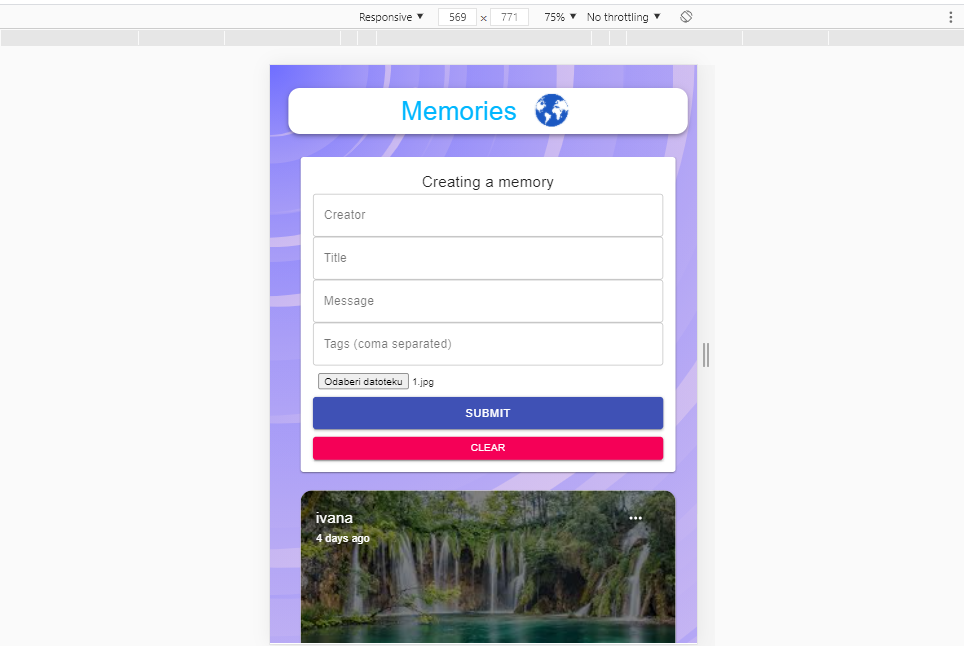 Responsive ▼ 569 x 771 75% ▼ No throttling ▼
Memories
Creating a memory
Creator
Title
Message
Tags (coma separated)
Odaberi datoteku 1.jpg
SUBMIT
CLEAR
ivana
4 days ago